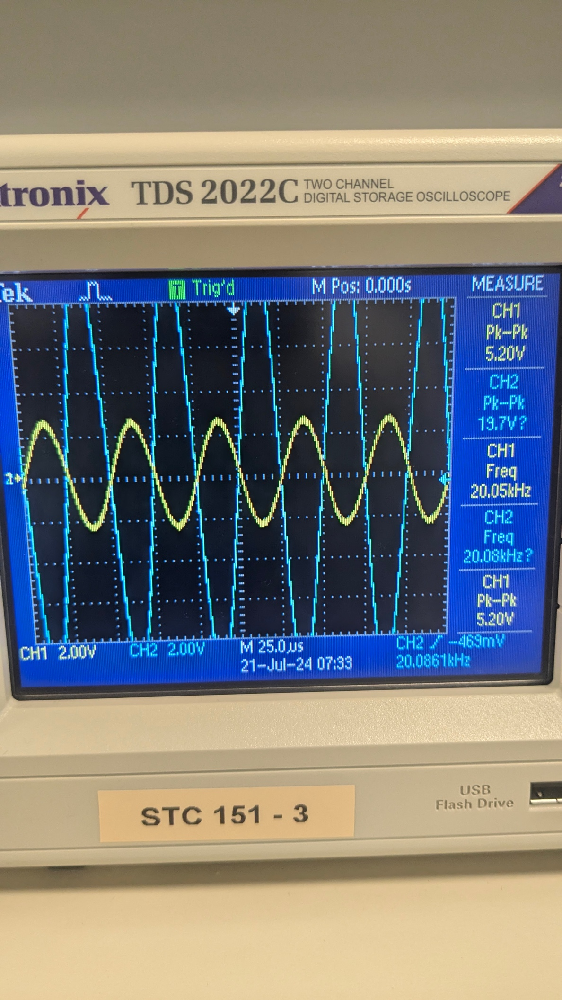 tronix TDS 2022C TWO CHANNEL
DIGITAL STORAGE OSCILLOSCOPE
Tek T Trig'd M Pos: 0.000s MEASURE
CH1
Pk-Pk
5.20V
CH2
Pk-Pk
19.7V?
CH1
Freq
20.05kHz
CH2
Freq
20.08kHz?
CH1
Pk-Pk
5.20V
2
CH1 2.00V CH2 2.00V M 25.0µs CH2 -469mV
21-Jul-24 07:33 20.0861kHz
STC 151 - 3
USB
Flash Drive